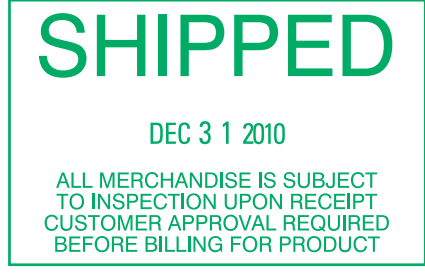 SHIPPED
DEC 3 1 2010
ALL MERCHANDISE IS SUBJECT
TO INSPECTION UPON RECEIPT
CUSTOMER APPROVAL REQUIRED
BEFORE BILLING FOR PRODUCT